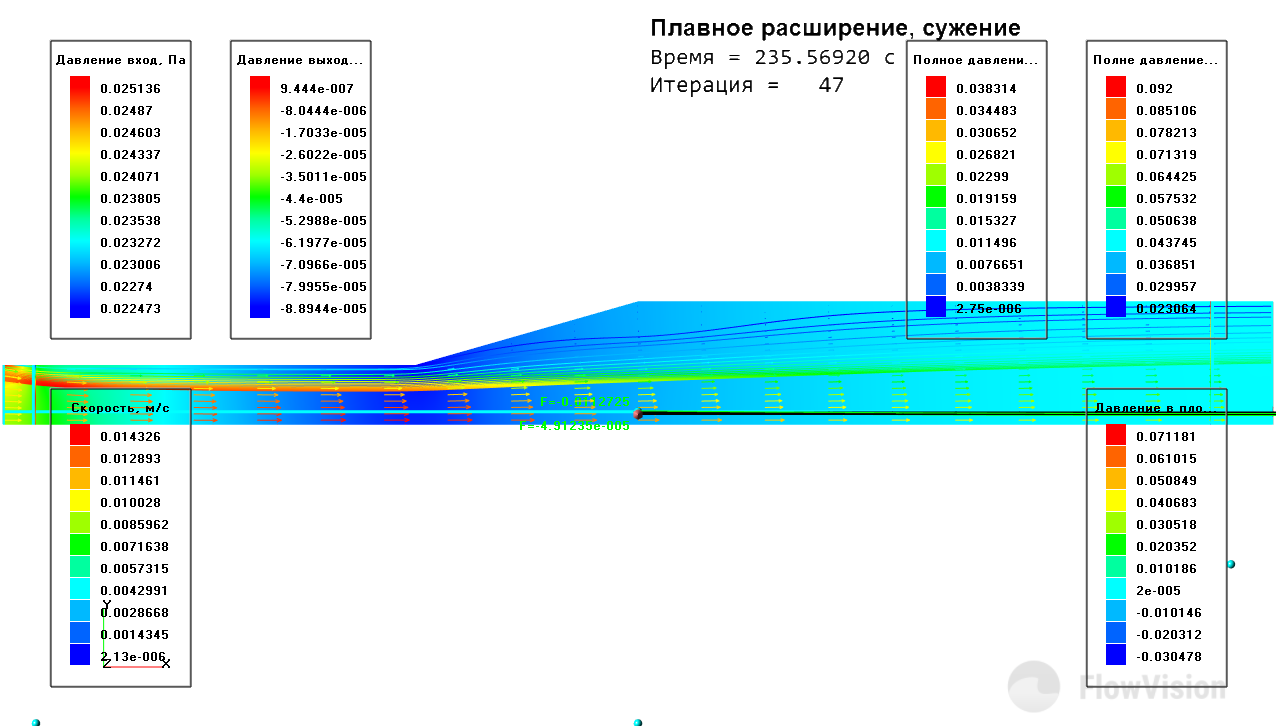 Плавное расширение, сужение
Время = 235.56920 с
Итерация = 47
Давление вход, Па
0.025136
0.02487
0.024603
0.024337
0.024071
0.023805
0.023538
0.023272
0.023006
0.02274
0.022473
Давление выход...
9.444e-007
-8.0444e-006
-1.7033e-005
-2.6022e-005
-3.5011e-005
-4.4e-005
-5.2988e-005
-6.1977e-005
-7.0966e-005
-7.9955e-005
-8.8944e-005
Полное давлени...
0.038314
0.034483
0.030652
0.026821
0.02299
0.019159
0.015327
0.011496
0.0076651
0.0038339
2.75e-006
Полне давление...
0.092
0.085106
0.078213
0.071319
0.064425
0.057532
0.050638
0.043745
0.036851
0.029957
0.023064
Скорость, м/с
0.014326
0.012893
0.011461
0.010028
0.0085962
0.0071638
0.0057315
0.0042991
0.0028668
0.0014345
2.13e-006
Y
Z
X
F=-4.91235e-005
Давление в пло...
0.071181
0.061015
0.050849
0.040683
0.030518
0.020352
0.010186
2e-005
-0.010146
-0.020312
-0.030478
FlowVision